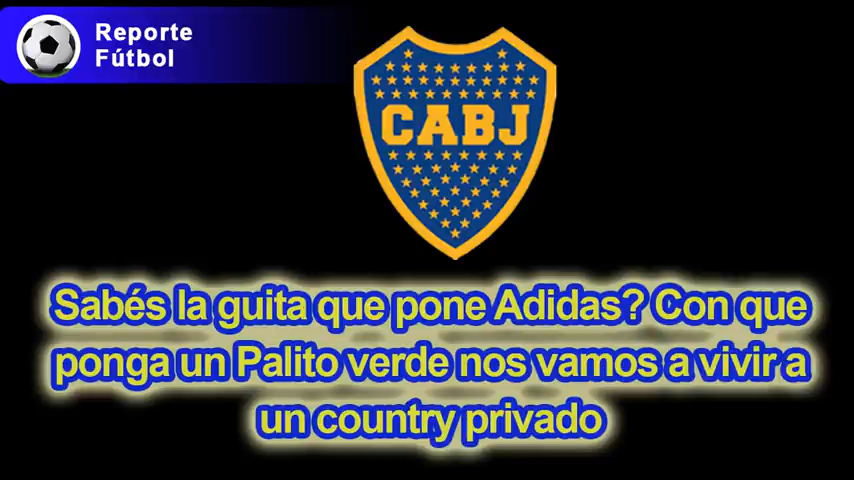 Reporte
Fútbol
CABJ
Sabés la guita que pone Adidas? Con que
ponga un Palito verde nos vamos a vivir a
un country privado